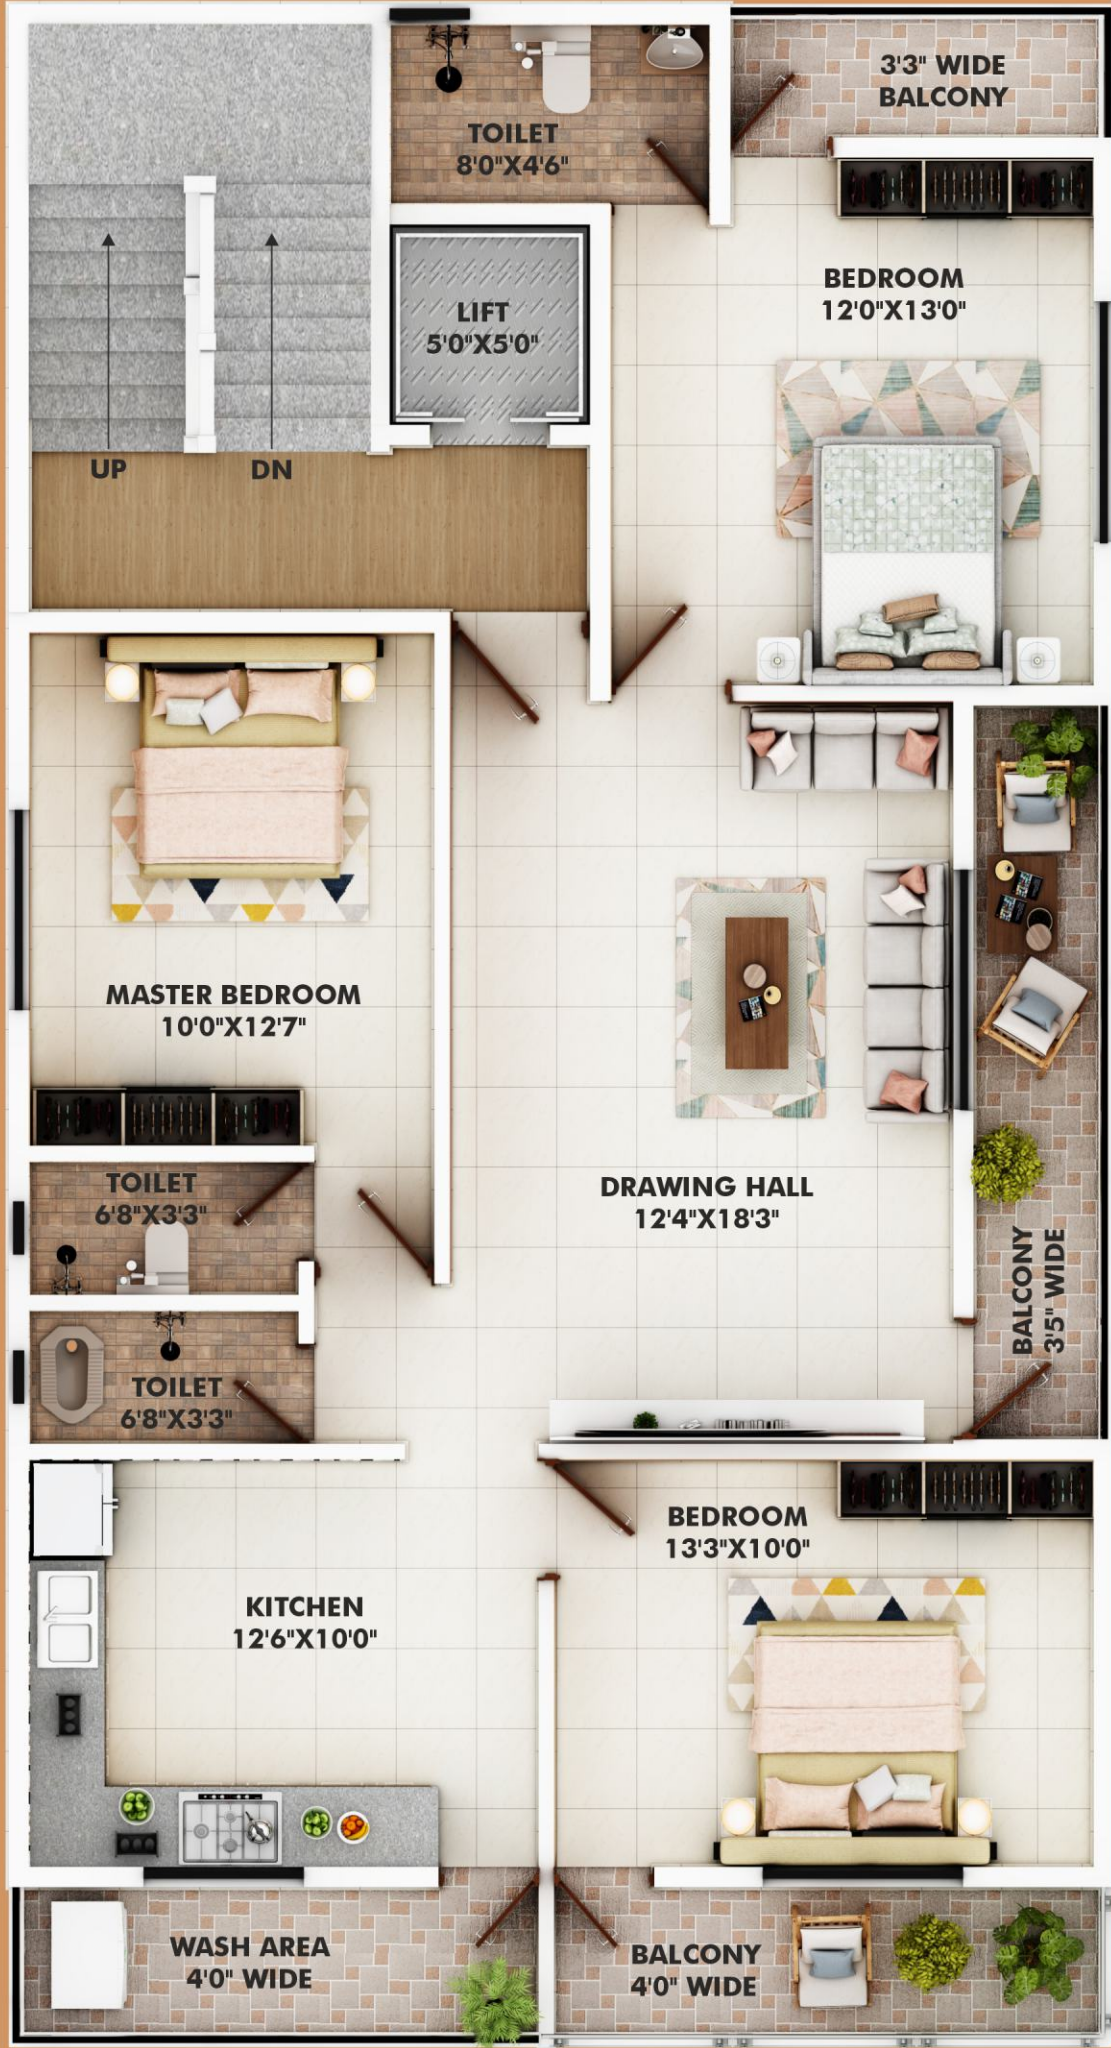 3'3" WIDE
BALCONY
TOILET
8'0"X4'6"
BEDROOM
12'0"X13'0"
LIFT
5'0"X5'0"
UP
DN
MASTER BEDROOM
10'0"X12'7"
TOILET
6'8"X3'3"
DRAWING HALL
12'4"X18'3"
BALCONY
3'5" WIDE
TOILET
6'8"X3'3"
BEDROOM
13'3"X10'0"
KITCHEN
12'6"X10'0"
WASH AREA
4'0" WIDE
BALCONY
4'0" WIDE